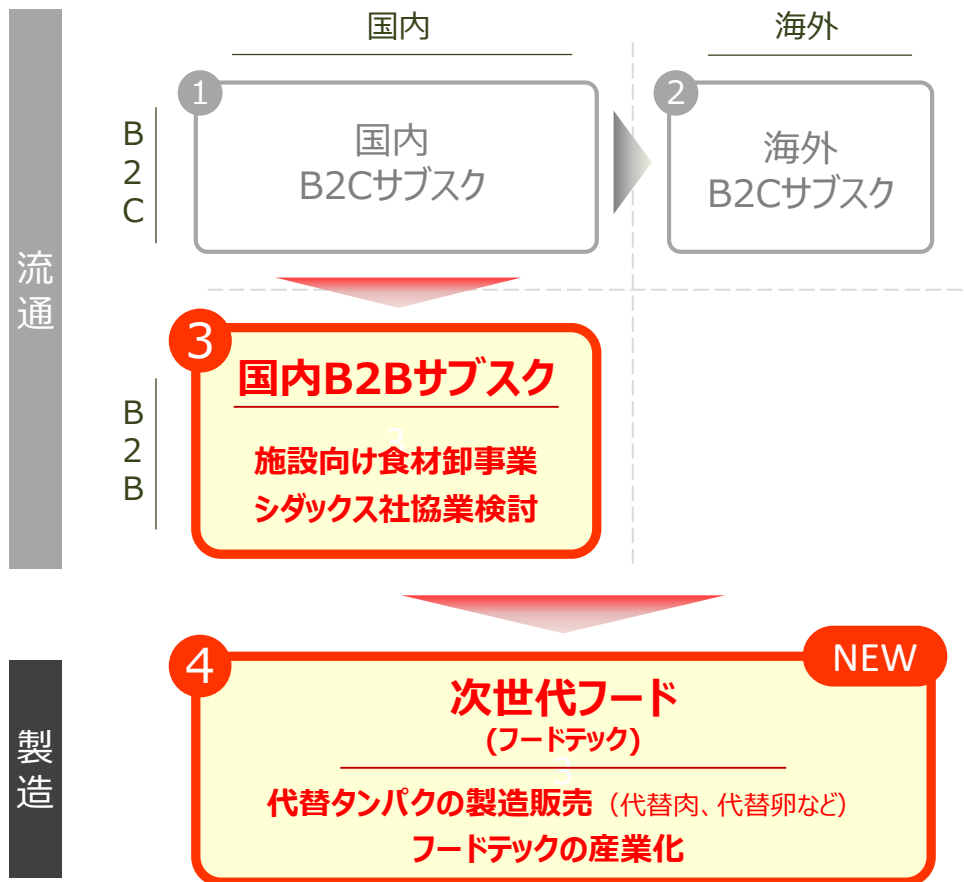 国内
海外
流通
B2C
1
国内
B2Cサブスク
2
海外
B2Cサブスク
B2B
3
国内B2Bサブスク
3
施設向け食材卸事業
シダックス社協業検討
製造
4
NEW
次世代フード
(フードテック)
3
代替タンパクの製造販売（代替肉、代替卵など）
フードテックの産業化